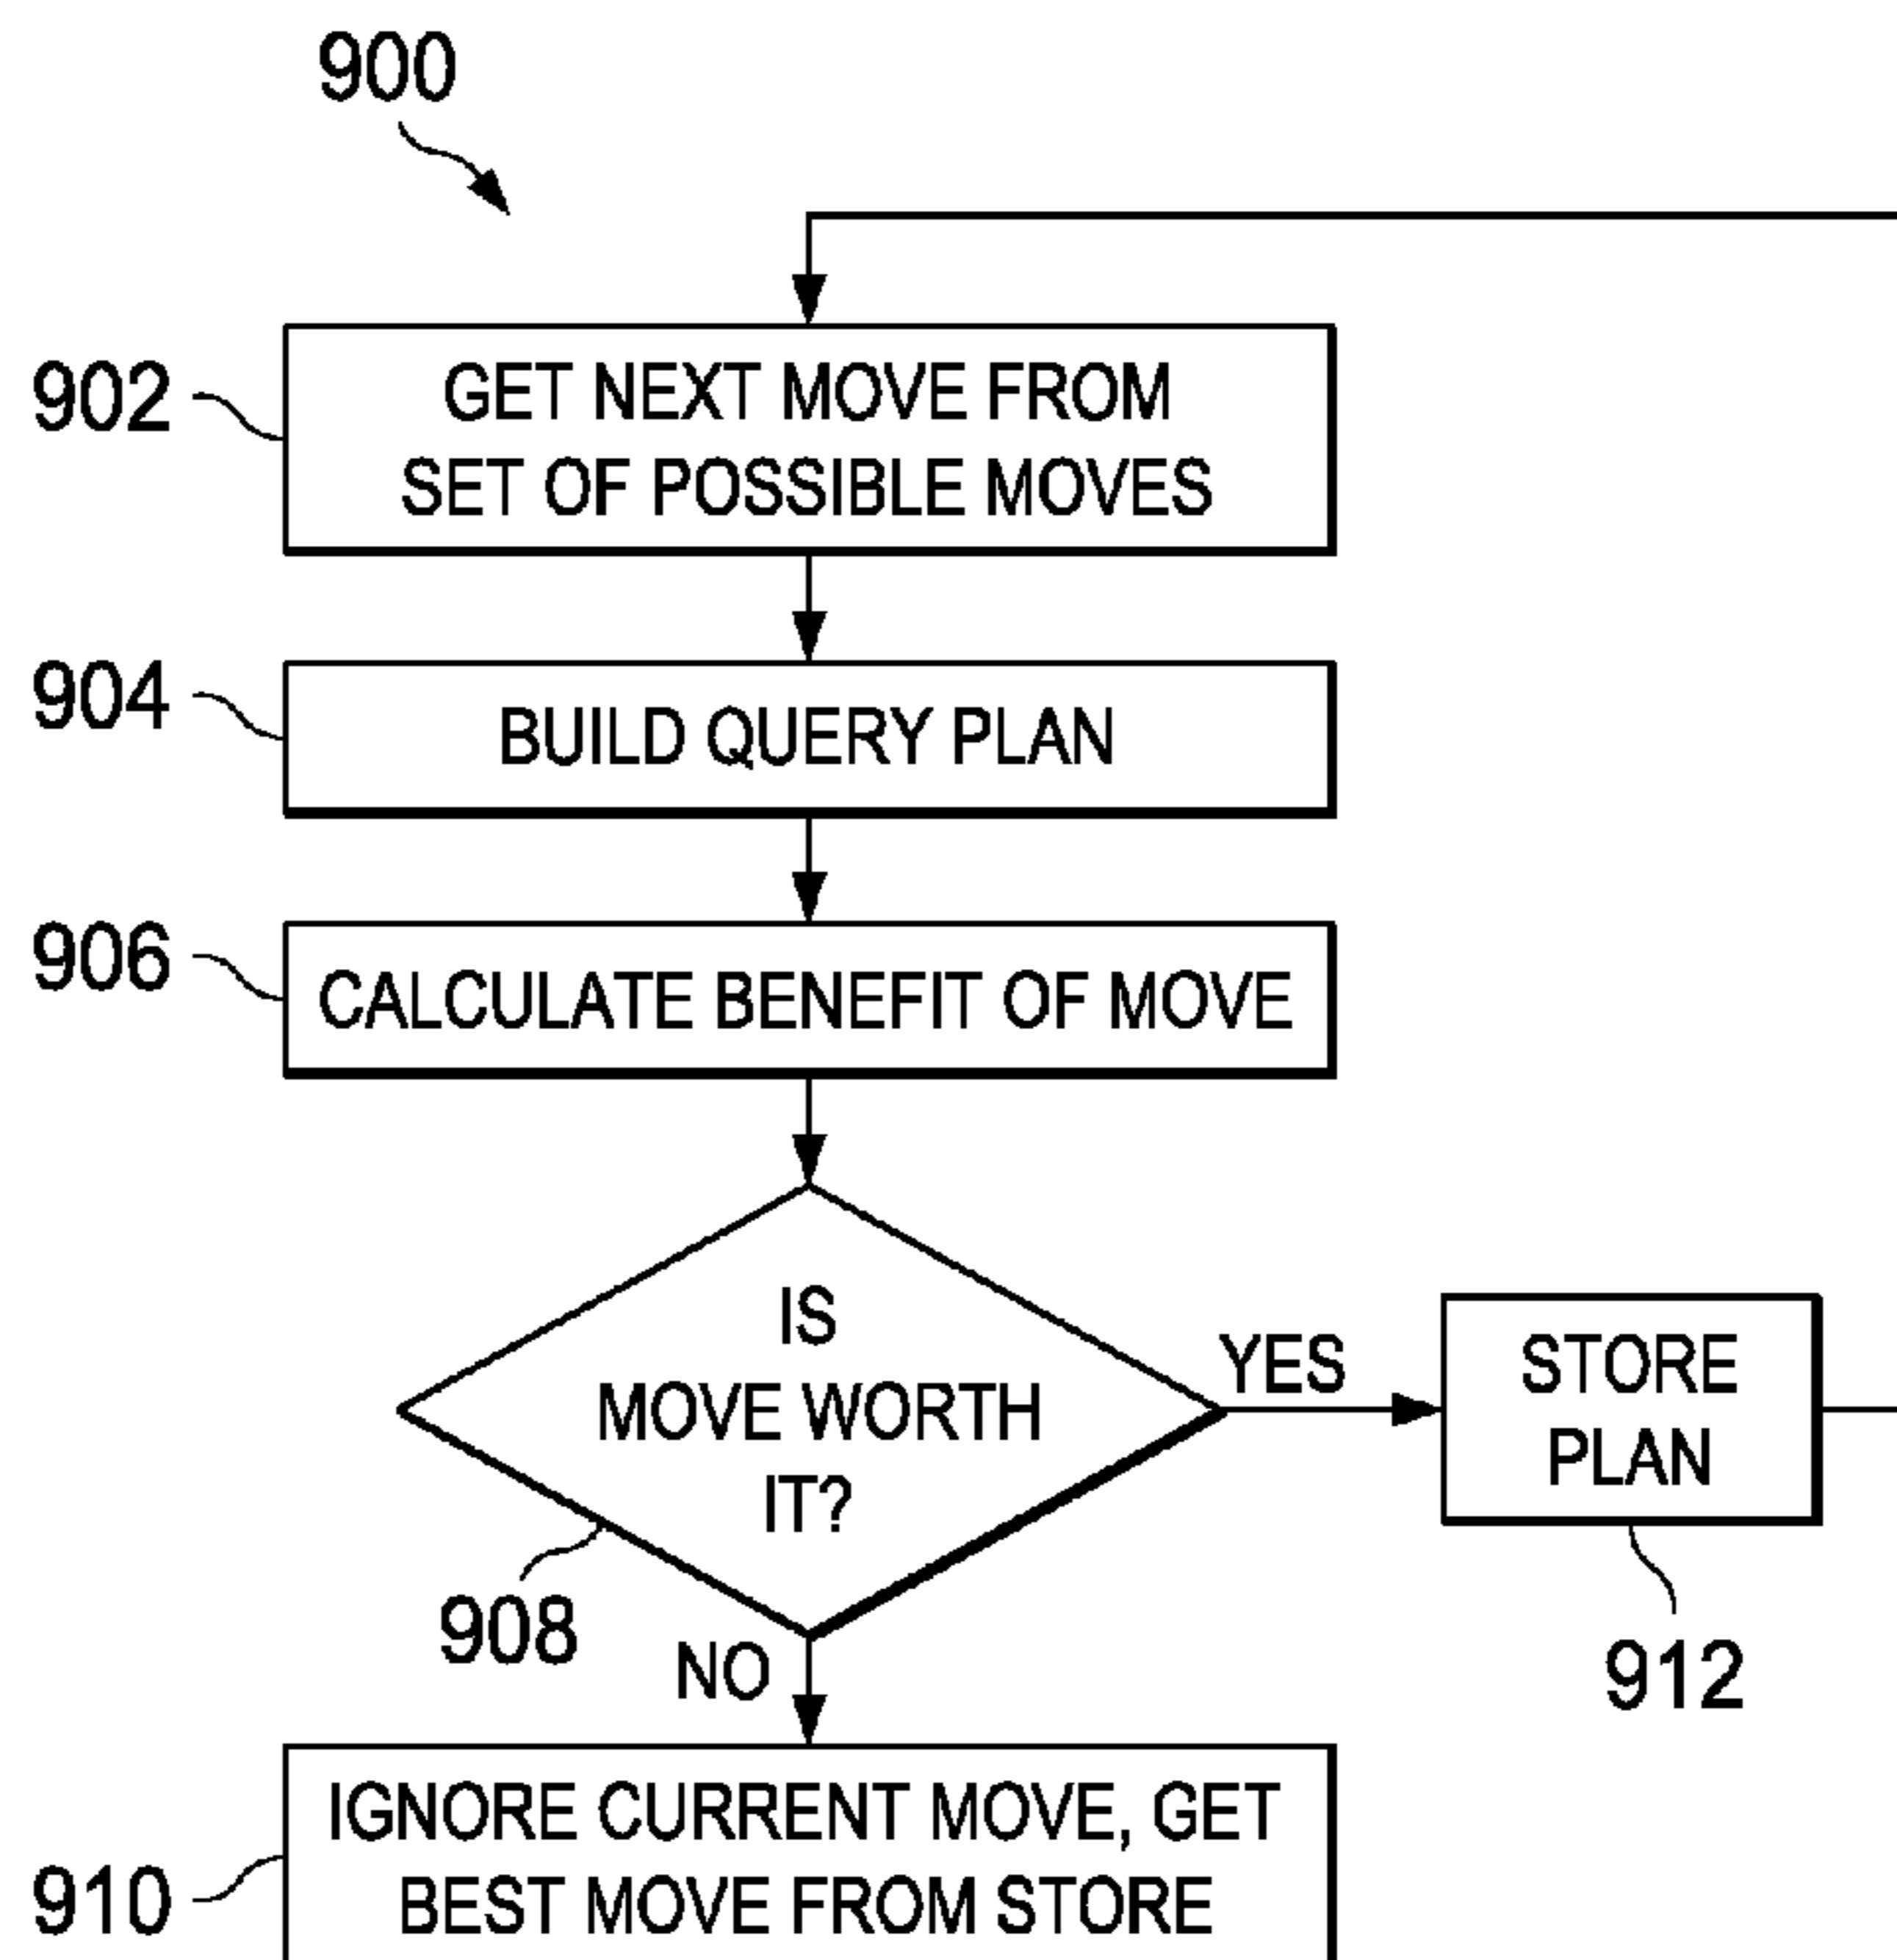 900
902
GET NEXT MOVE FROM
SET OF POSSIBLE MOVES
904
BUILD QUERY PLAN
906
CALCULATE BENEFIT OF MOVE
IS
MOVE WORTH
IT?
YES
STORE
PLAN
908
NO
912
IGNORE CURRENT MOVE, GET
BEST MOVE FROM STORE
910